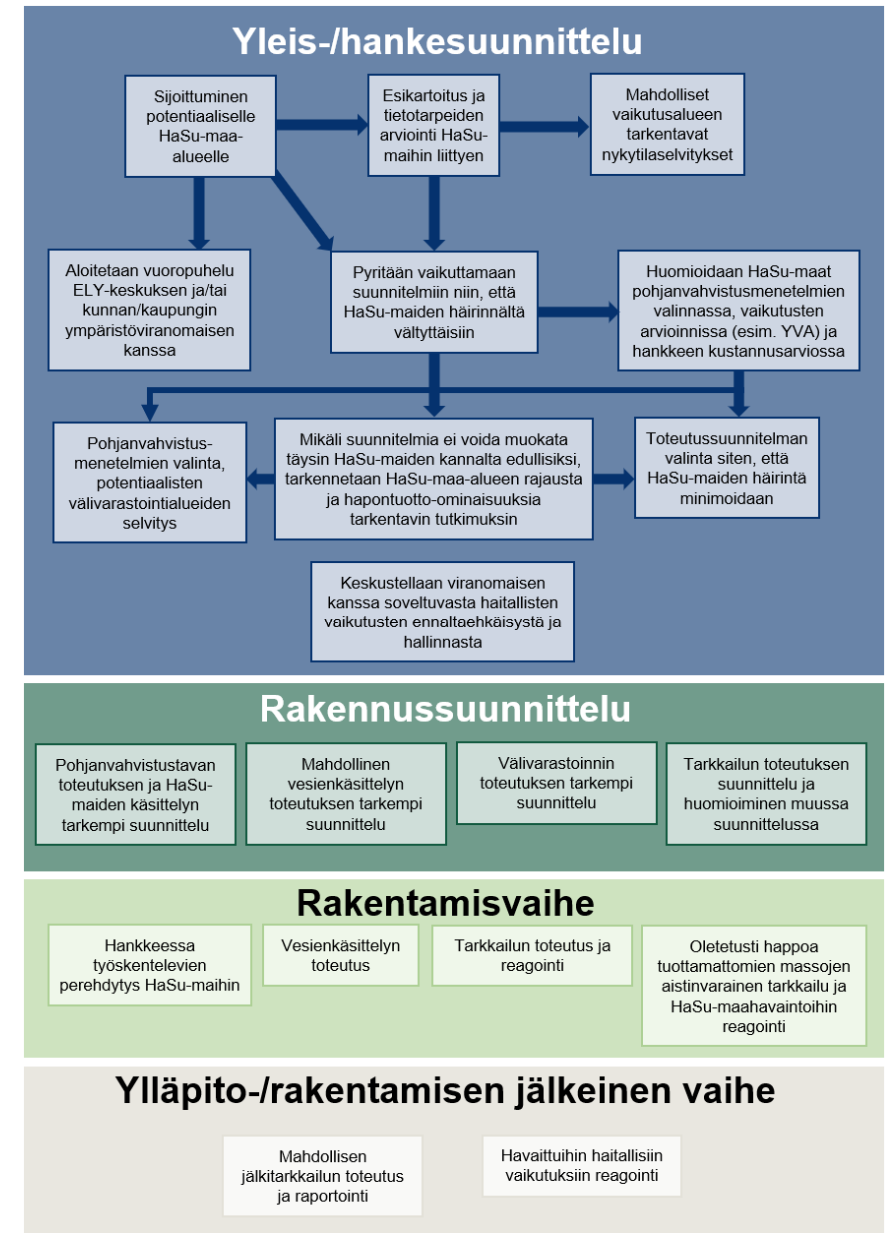 Yleis-/hankesuunnittelu
Sijoittuminen
potentiaaliselle
HaSu-maa-
alueelle
Esikartoitus ja
tietotarpeiden
arviointi HaSu-
maihin liittyen
Mahdolliset
vaikutusalueen
tarkentavat
nykytilaselvitykset
Aloitetaan vuoropuhelu
ELY-keskuksen ja/tai
kunnan/kaupungin
ympäristöviranomaisen
kanssa
Pyritään vaikuttamaan
suunnitelmiin niin, että
HaSu-maiden häirinnältä
vältyttäisiin
Huomioidaan HaSu-maat
pohjanvahvistusmenetelmien
valinnassa, vaikutusten
arvioinnissa (esim. YVA) ja
hankkeen kustannusarviossa
Pohjanvahvistus-
menetelmien valinta,
potentiaalisten
välivarastointialueiden
selvitys
Mikäli suunnitelmia ei voida muokata
täysin HaSu-maiden kannalta edullisiksi,
tarkennetaan HaSu-maa-alueen rajausta
ja hapontuotto-ominaisuuksia
tarkentavin tutkimuksin
Toteutussuunnitelman
valinta siten, että
HaSu-maiden häirintä
minimoidaan
Keskustellaan viranomaisen
kanssa soveltuvasta haitallisten
vaikutusten ennaltaehkäisystä ja
hallinnasta
Rakennussuunnittelu
Pohjanvahvistustavan
toteutuksen ja HaSu-
maiden käsittelyn
tarkempi suunnittelu
Mahdollinen
vesienkäsittelyn
toteutuksen tarkempi
suunnittelu
Välivarastoinnin
toteutuksen tarkempi
suunnittelu
Tarkkailun toteutuksen
suunnittelu ja
huomioiminen muussa
suunnittelussa
Rakentamisvaihe
Hankkeessa
työskentelevien
perehdytys HaSu-maihin
Vesienkäsittelyn
toteutus
Tarkkailun toteutus ja
reagointi
Oletetusti happoa
tuottamattomien massojen
aistinvarainen tarkkailu ja
HaSu-maahavaintoihin
reagointi
Ylläpito-/rakentamisen jälkeinen vaihe
Mahdollisen
jälkitarkkailun toteutus
ja raportointi
Havaittuihin haitallisiin
vaikutuksiin reagointi